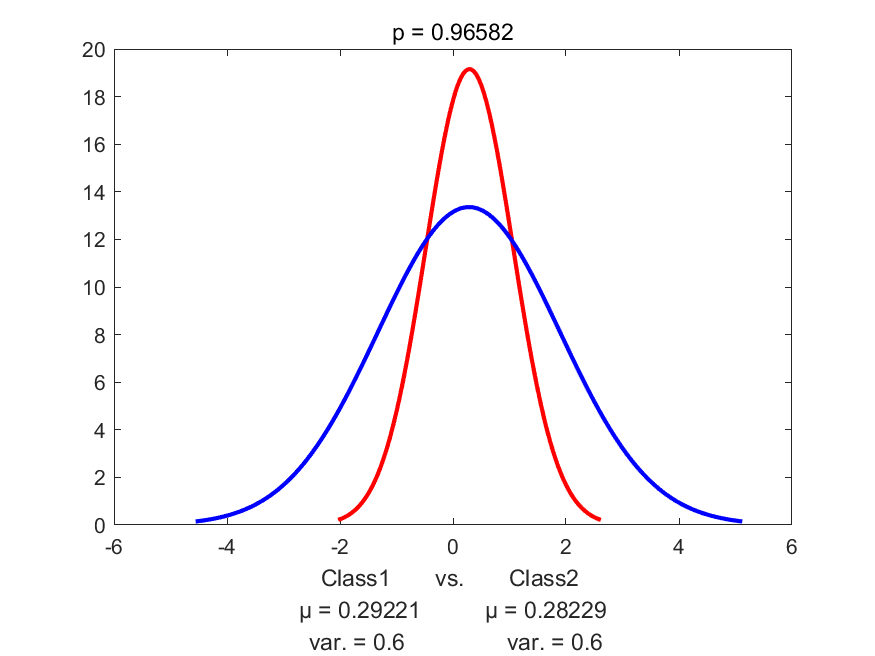 p = 0.96582
20
18
16
14
12
10
8
6
4
2
0
-6 -4 -2 0 2 4 6
Class1 vs. Class2
μ = 0.29221 μ = 0.28229
var. = 0.6 var. = 0.6